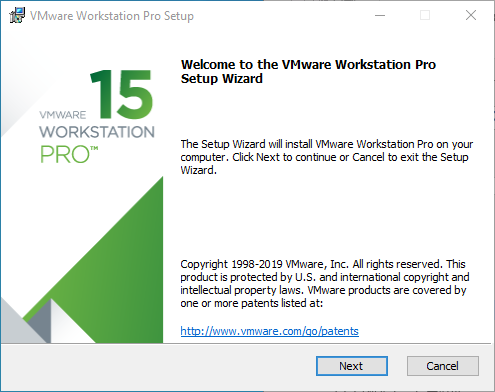 VMware Workstation Pro Setup
Welcome to the VMware Workstation Pro
Setup Wizard
15
VMWARE
WORKSTATION
PRO™
The Setup Wizard will install VMware Workstation Pro on your
computer. Click Next to continue or Cancel to exit the Setup
Wizard.
Copyright 1998-2019 VMware, Inc. All rights reserved. This
product is protected by U.S. and international copyright and
intellectual property laws. VMware products are covered by
one or more patents listed at:
http://www.vmware.com/go/patents
Next
Cancel